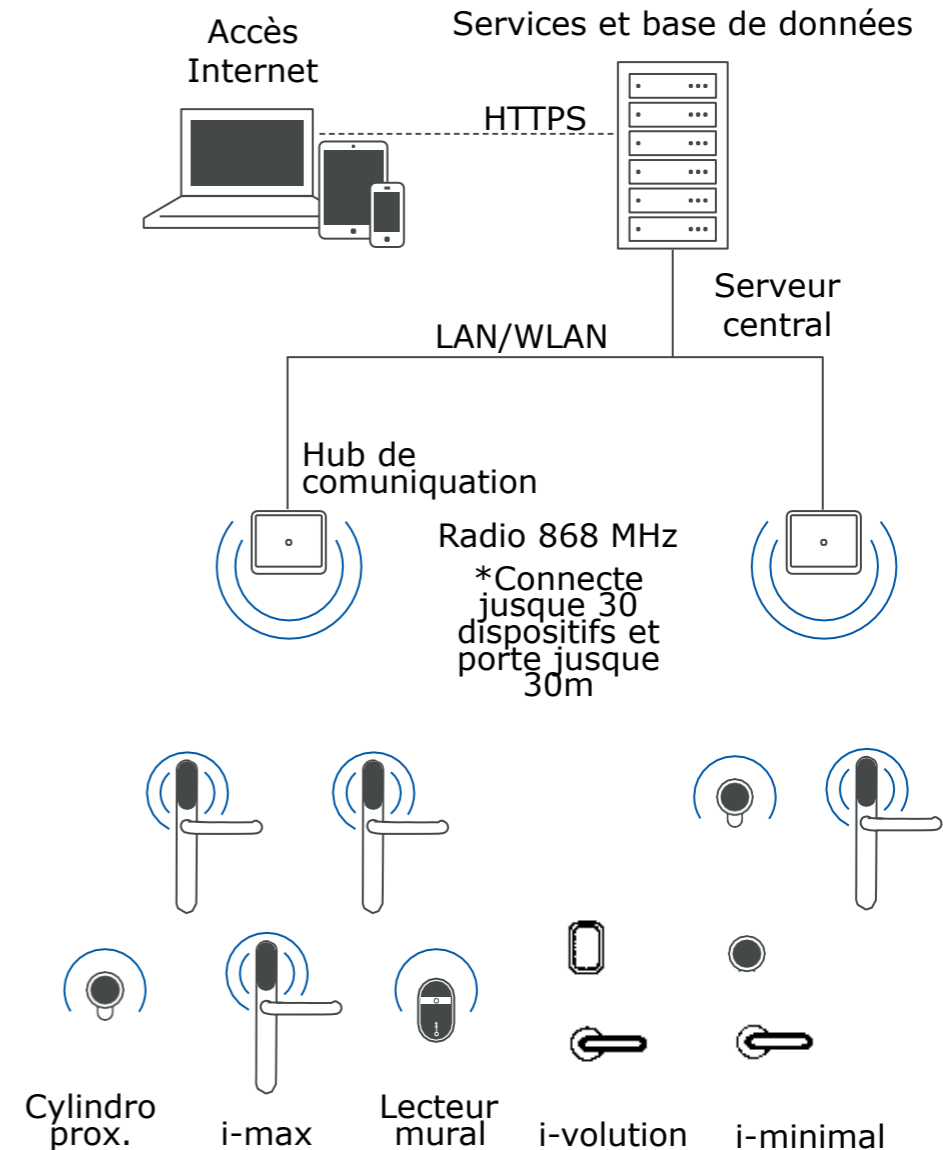 Accès
Internet
Services et base de données
HTTPS
Serveur
central
LAN/WLAN
Hub de
comuniquation
Radio 868 MHz
*Connecte
jusque 30
dispositifs et
porte jusque
30m
Cylindro
prox.
i-max
Lecteur
mural
i-volution
i-minimal